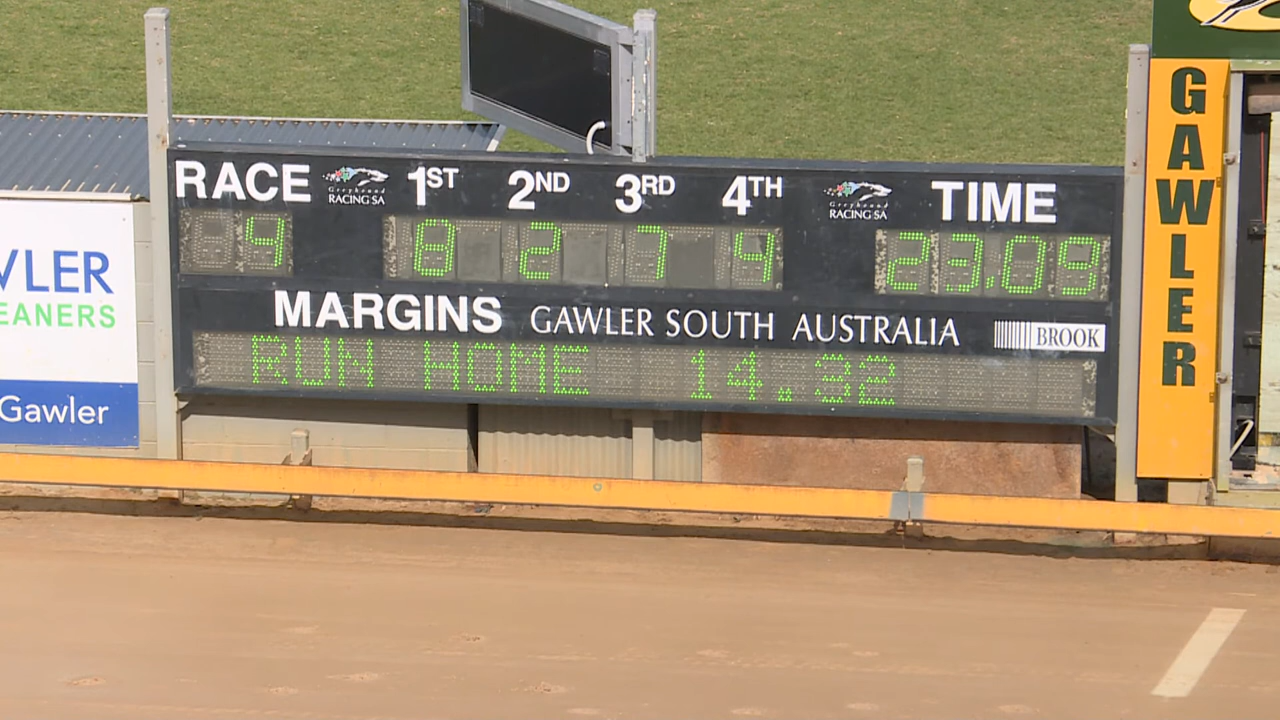 RACE Greyhound RACING SA 1ST 2ND 3RD 4TH Greyhound RACING SA TIME
4 8 2 7 4 23.09
MARGINS GAWLER SOUTH AUSTRALIA BROOK
RUN HOME 14.32
GAWLER
VLER
EANERS
Gawler